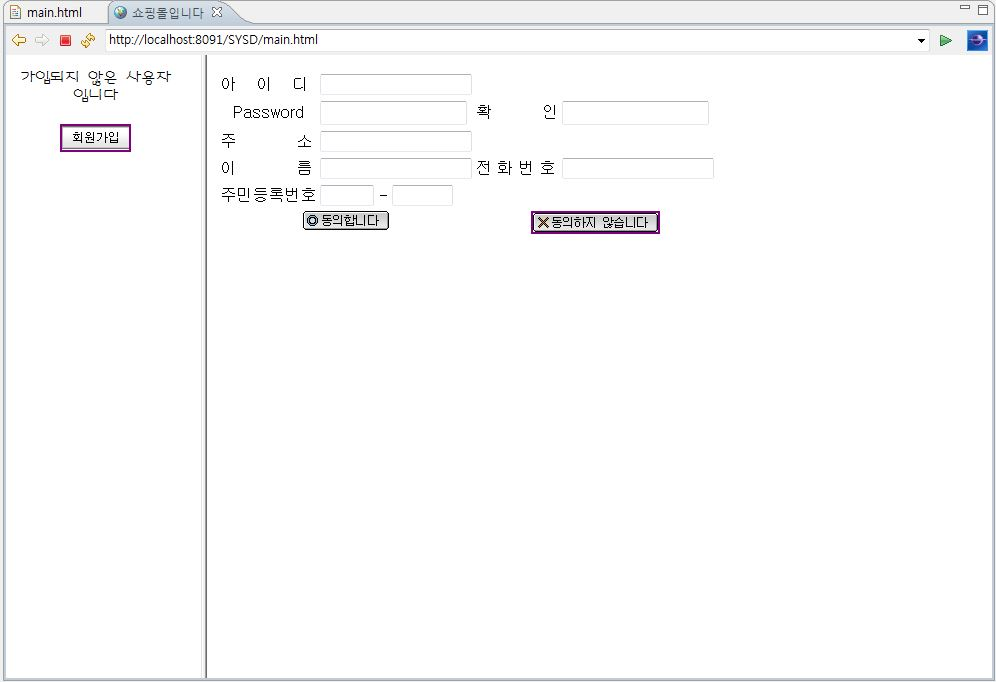 main.html 쇼핑몰입니다
http://localhost:8091/SYSD/main.html
가입되지 않은 사용자
입니다
회원가입
아 이 디
Password 확 인
주 소
이 름 전 화 번 호
주민등록번호 -
동의합니다 동의하지 않습니다